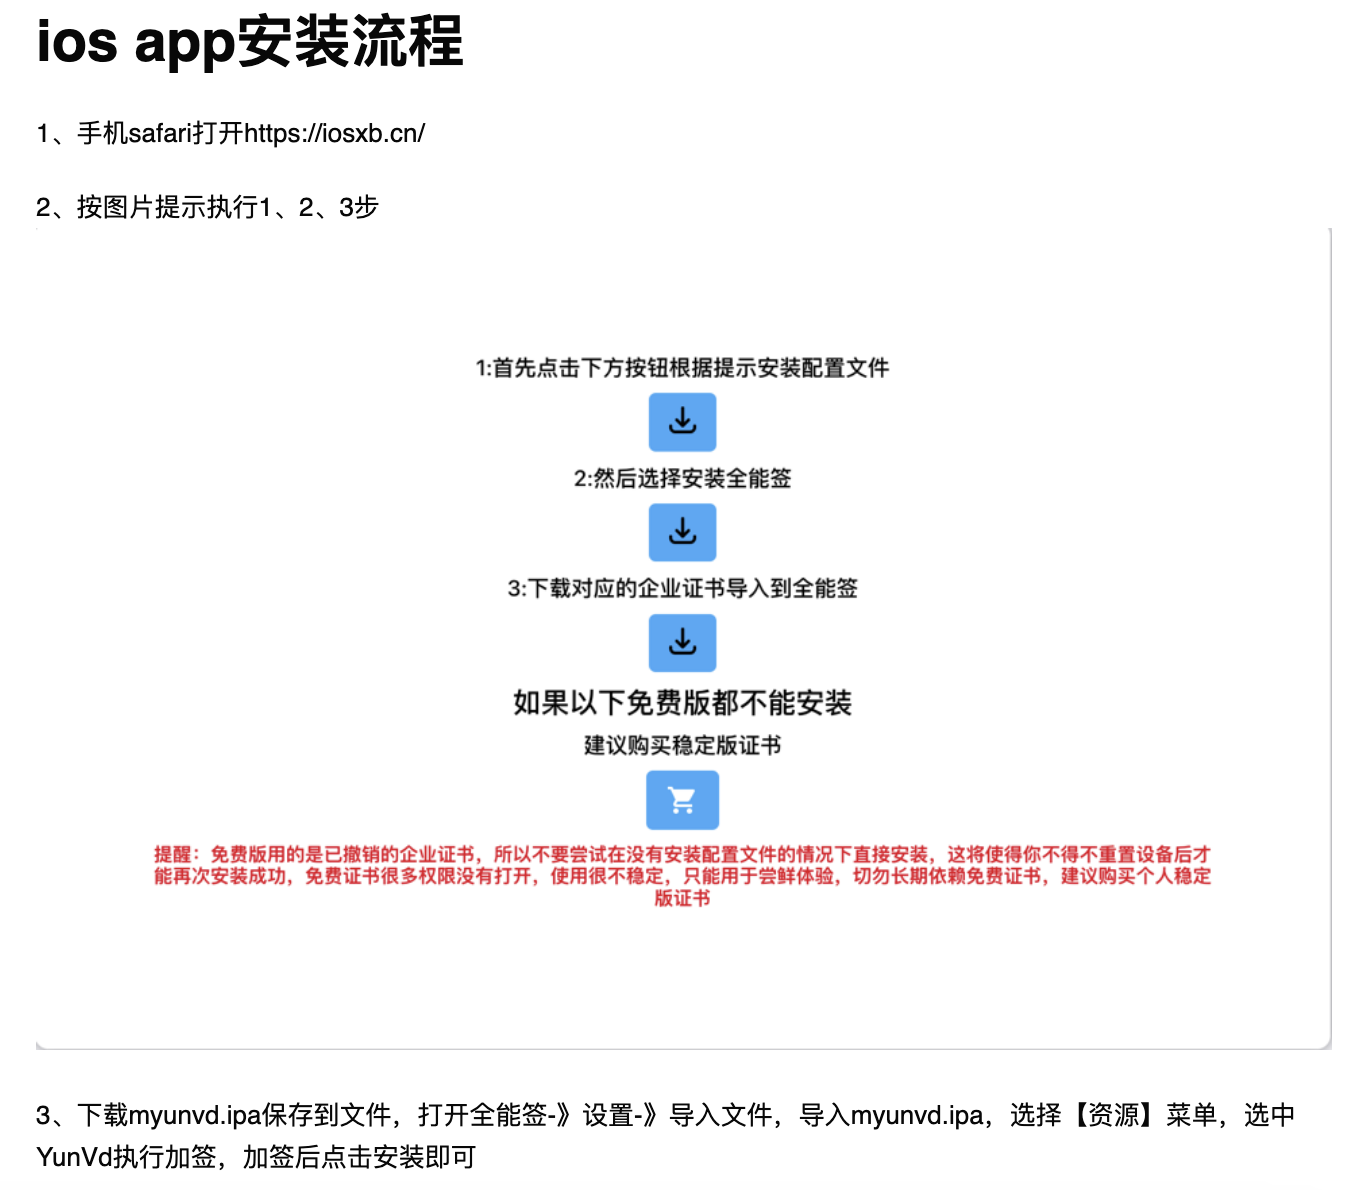 ios app安装流程
1、手机safari打开https://iosxb.cn/
2、按图片提示执行1、2、3步
1:首先点击下方按钮根据提示安装配置文件
2:然后选择安装全能签
3:下载对应的企业证书导入到全能签
如果以下免费版都不能安装
建议购买稳定版证书
提醒：免费版用的是已撤销的企业证书，所以不要尝试在没有安装配置文件的情况下直接安装，这将使得你不得不重置设备后才
能再次安装成功，免费证书很多权限没有打开，使用很不稳定，只能用于尝鲜体验，切勿长期依赖免费证书，建议购买个人稳定
版证书
3、下载myunvd.ipa保存到文件，打开全能签-》设置-》导入文件，导入myunvd.ipa，选择【资源】菜单，选中
YunVd执行加签，加签后点击安装即可